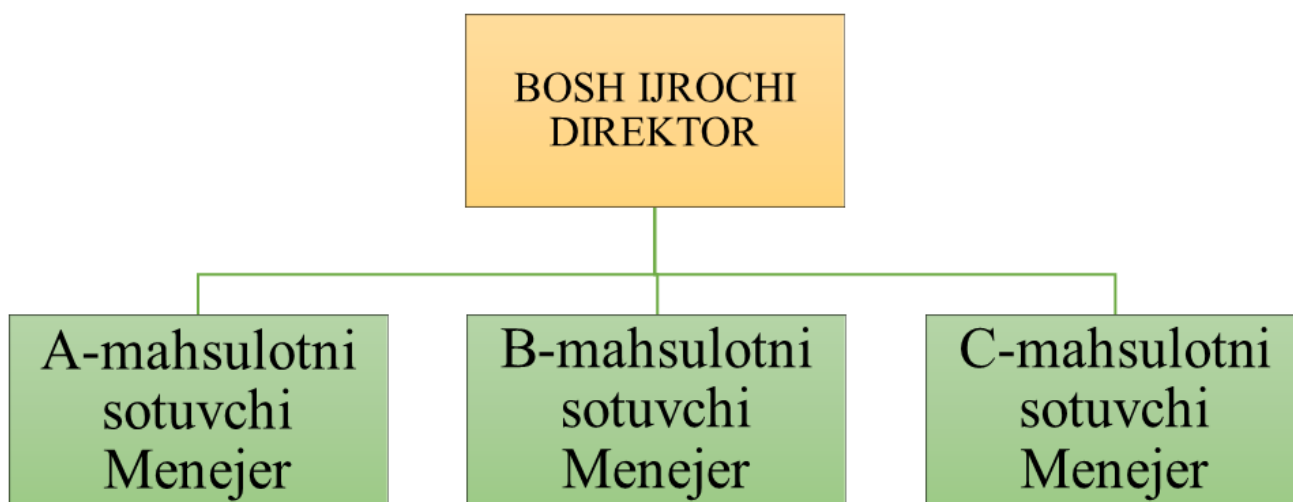 BOSH IJROCHI
DIREKTOR
A-mahsulotni
sotuvchi
Menejer
B-mahsulotni
sotuvchi
Menejer
C-mahsulotni
sotuvchi
Menejer